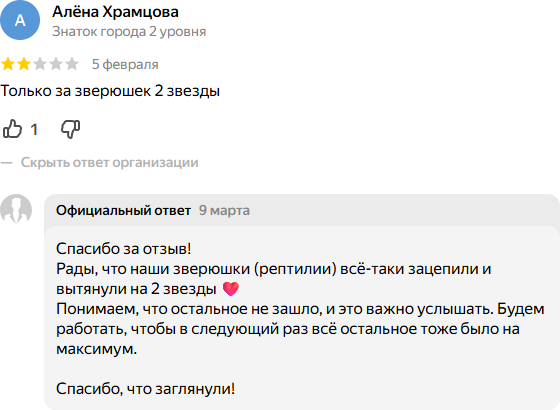 А
Алёна Храмцова
Знаток города 2 уровня
5 февраля
Только за зверюшек 2 звезды
1
— Скрыть ответ организации
Официальный ответ 9 марта
Спасибо за отзыв!
Рады, что наши зверюшки (рептилии) всё-таки зацепили и
вытянули на 2 звезды ❤️
Понимаем, что остальное не зашло, и это важно услышать. Будем
работать, чтобы в следующий раз всё остальное тоже было на
максимум.
Спасибо, что заглянули!